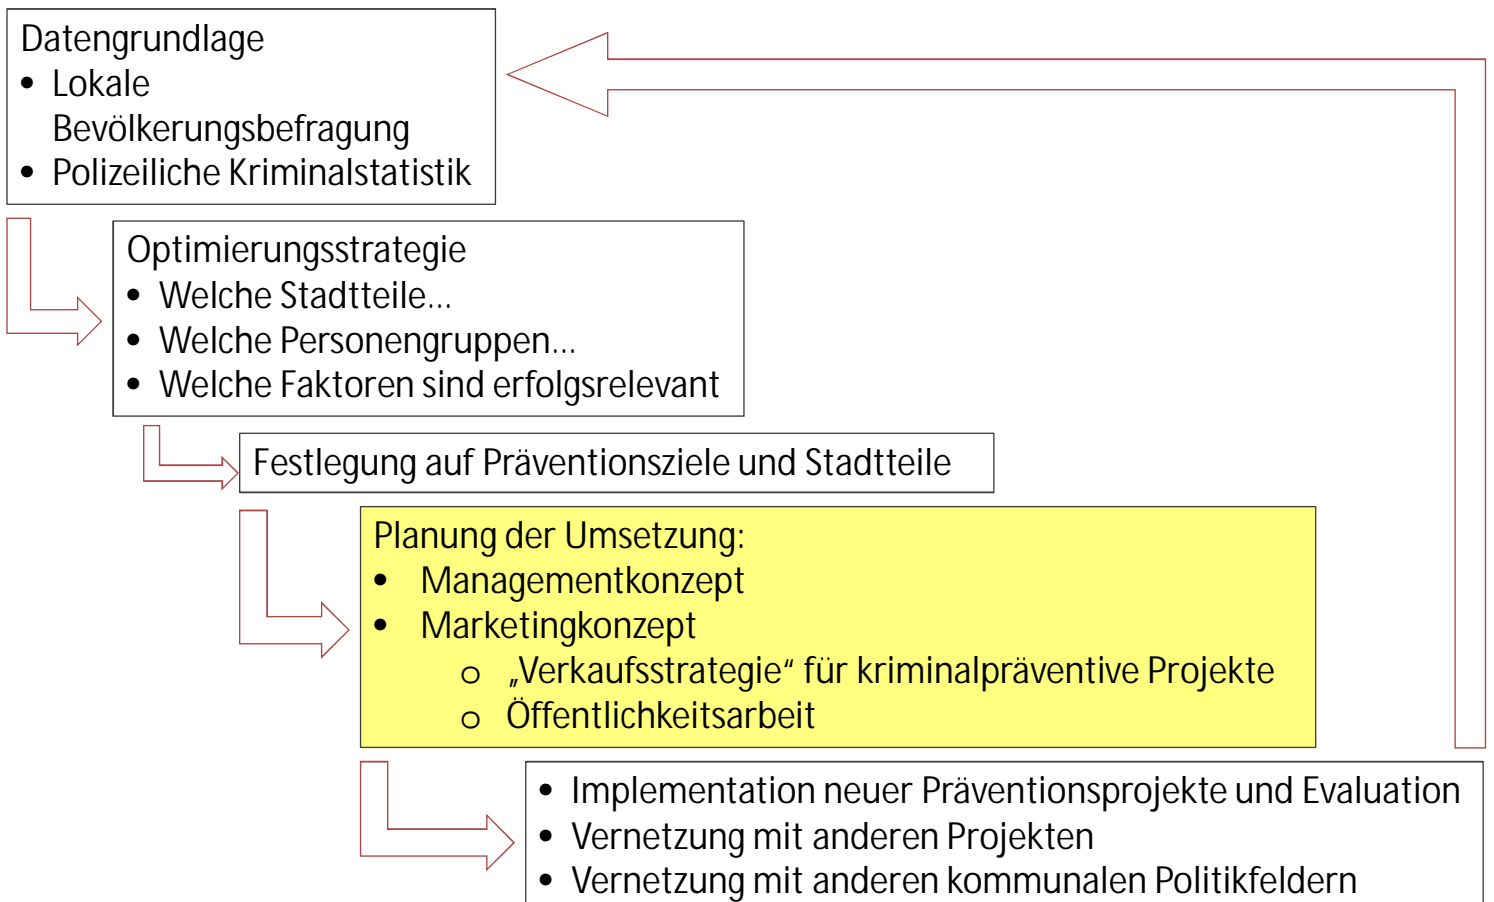 Datengrundlage
• Lokale
Bevölkerungsbefragung
• Polizeiliche Kriminalstatistik
Optimierungsstrategie
• Welche Stadtteile...
• Welche Personengruppen...
• Welche Faktoren sind erfolgsrelevant
Festlegung auf Präventionsziele und Stadtteile
Planung der Umsetzung:
• Managementkonzept
• Marketingkonzept
o „Verkaufsstrategie“ für kriminalpräventive Projekte
o Öffentlichkeitsarbeit
• Implementation neuer Präventionsprojekte und Evaluation
• Vernetzung mit anderen Projekten
• Vernetzung mit anderen kommunalen Politikfeldern